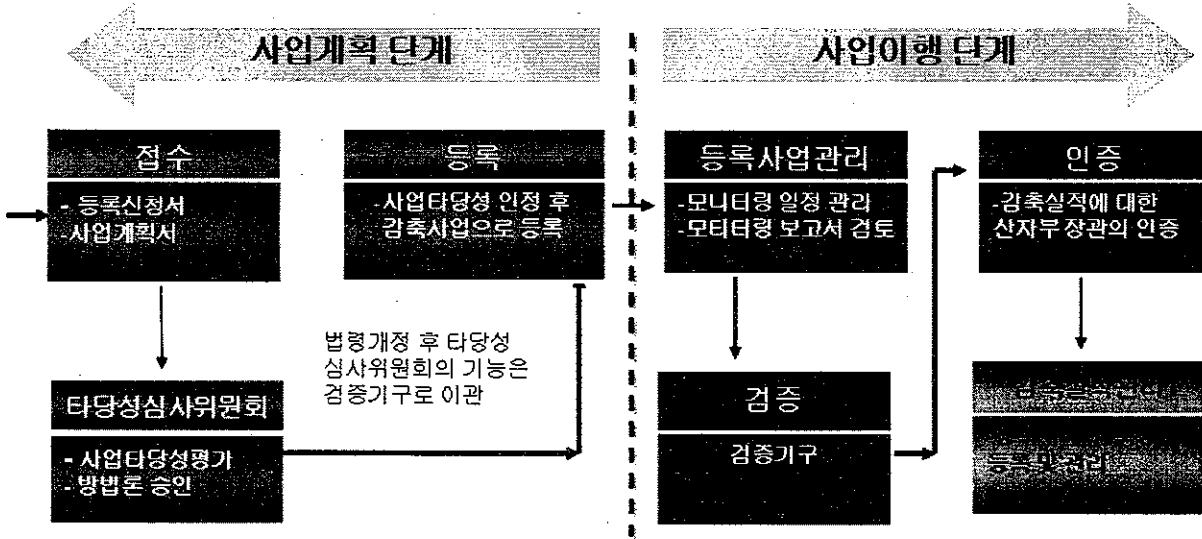 사업계획 단계
사업이행 단계
접수
- 등록신청서
-사업계획서
등록
-사업타당성 인정 후
감축사업으로 등록
등록사업관리
-모니터링 일정 관리
-모티터링 보고서 검토
인증
-감축실적에 대한
산자부 장관의 인증
법령개정 후 타당성
심사위원회의 기능은
검증기구로 이관
타당성심사위원회
- 사업타당성평가
- 방법론 승인
검증
검증기구
등록및관리